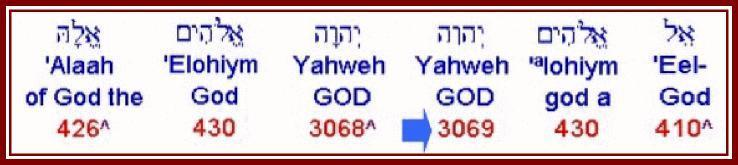 אֵל אֱלֹהִים יְהוִה יְהוָה אֱלֹהִים אֱלָהּ
'Alaah 'Elohiym Yahweh Yahweh 'ᵃlohiym 'Eel-
of God the God GOD GOD god a God
426^ 430 3068^ 3069 430 410^